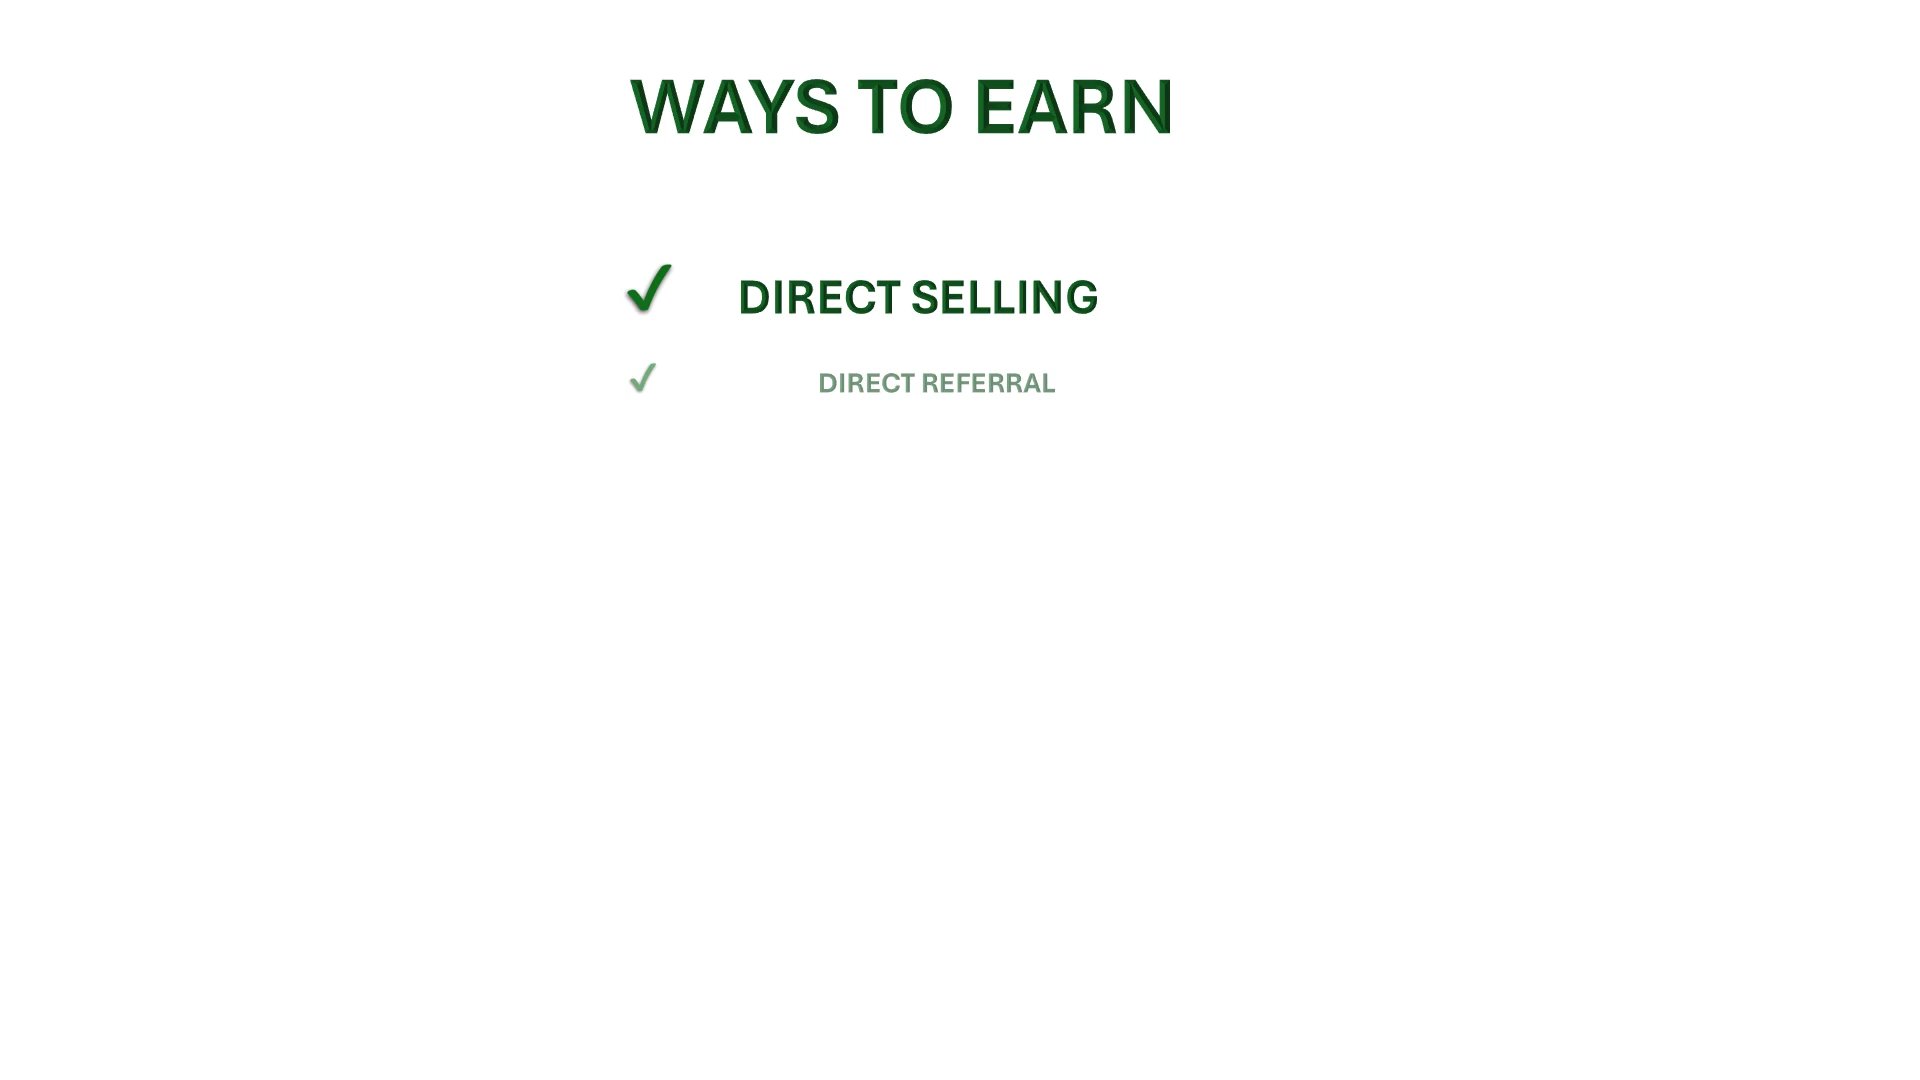 WAYS TO EARN
✓ DIRECT SELLING
✓ DIRECT REFERRAL